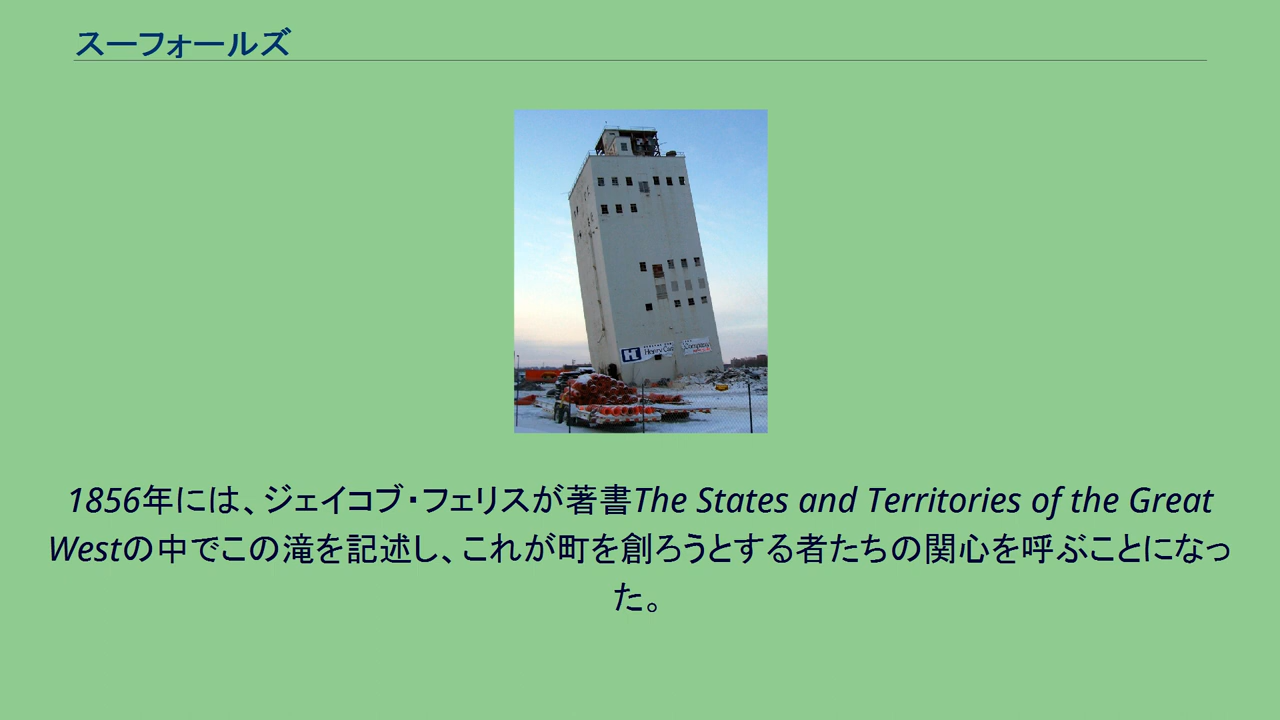 スーフォールズ
H Henry Carl
1856年には、ジェイコブ・フェリスが著書The States and Territories of the Great
Westの中でこの滝を記述し、これが町を創ろうとする者たちの関心を呼ぶことになっ
た。